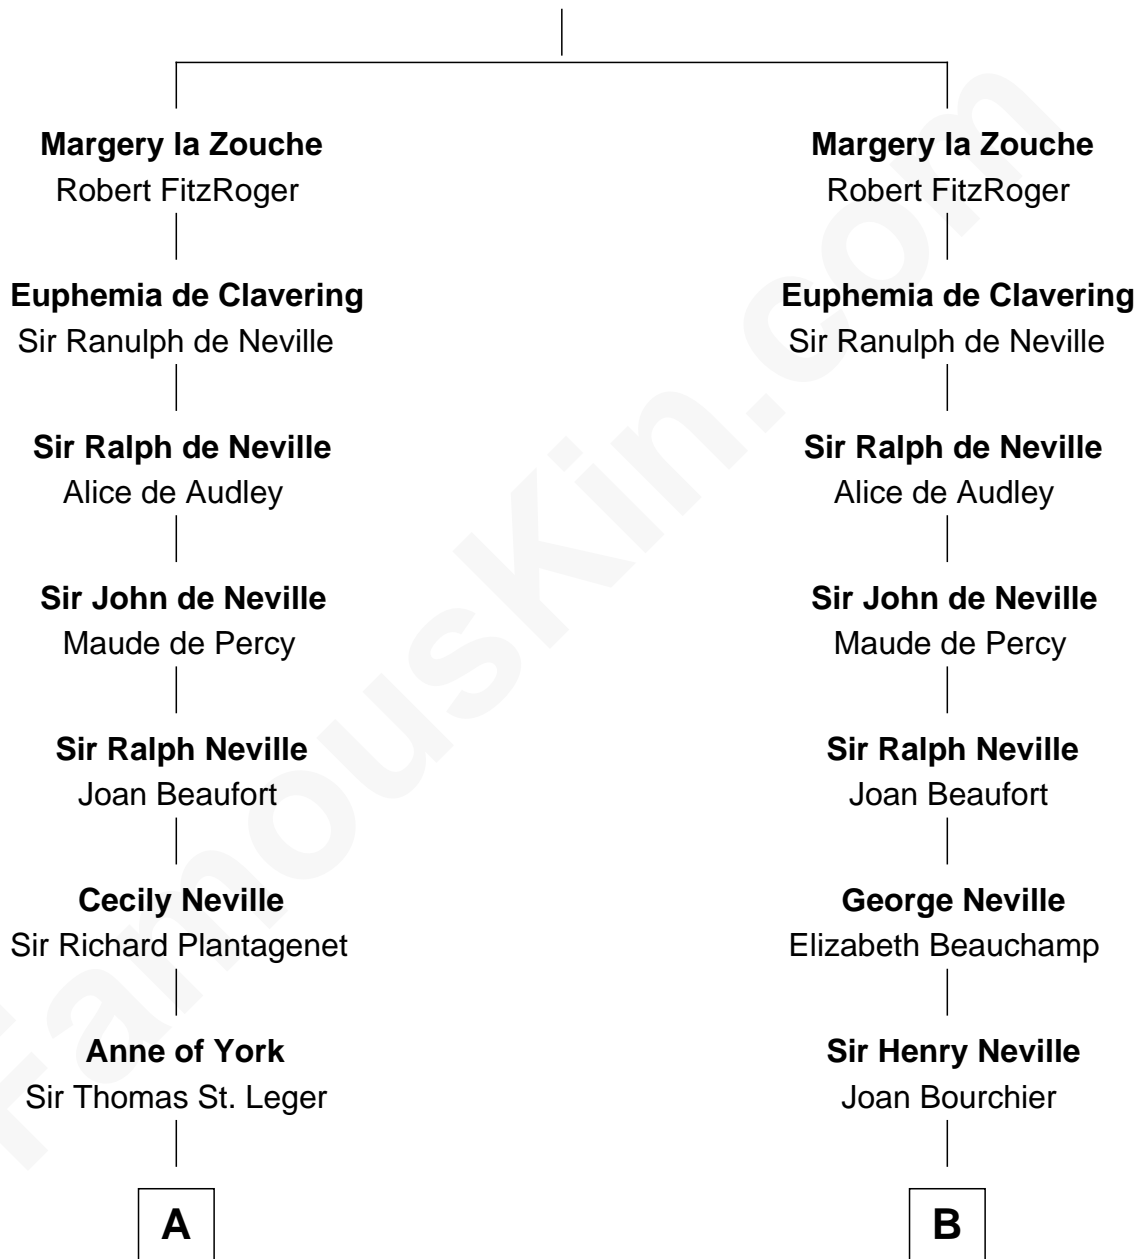 Margery la Zouche
Robert FitzRoger
Euphemia de Clavering
Sir Ranulph de Neville
Sir Ralph de Neville
Alice de Audley
Sir John de Neville
Maude de Percy
Sir Ralph Neville
Joan Beaufort
Cecily Neville
Sir Richard Plantagenet
Anne of York
Sir Thomas St. Leger
A
Margery la Zouche
Robert FitzRoger
Euphemia de Clavering
Sir Ranulph de Neville
Sir Ralph de Neville
Alice de Audley
Sir John de Neville
Maude de Percy
Sir Ralph Neville
Joan Beaufort
George Neville
Elizabeth Beauchamp
Sir Henry Neville
Joan Bourchier
B
FamousKin.com